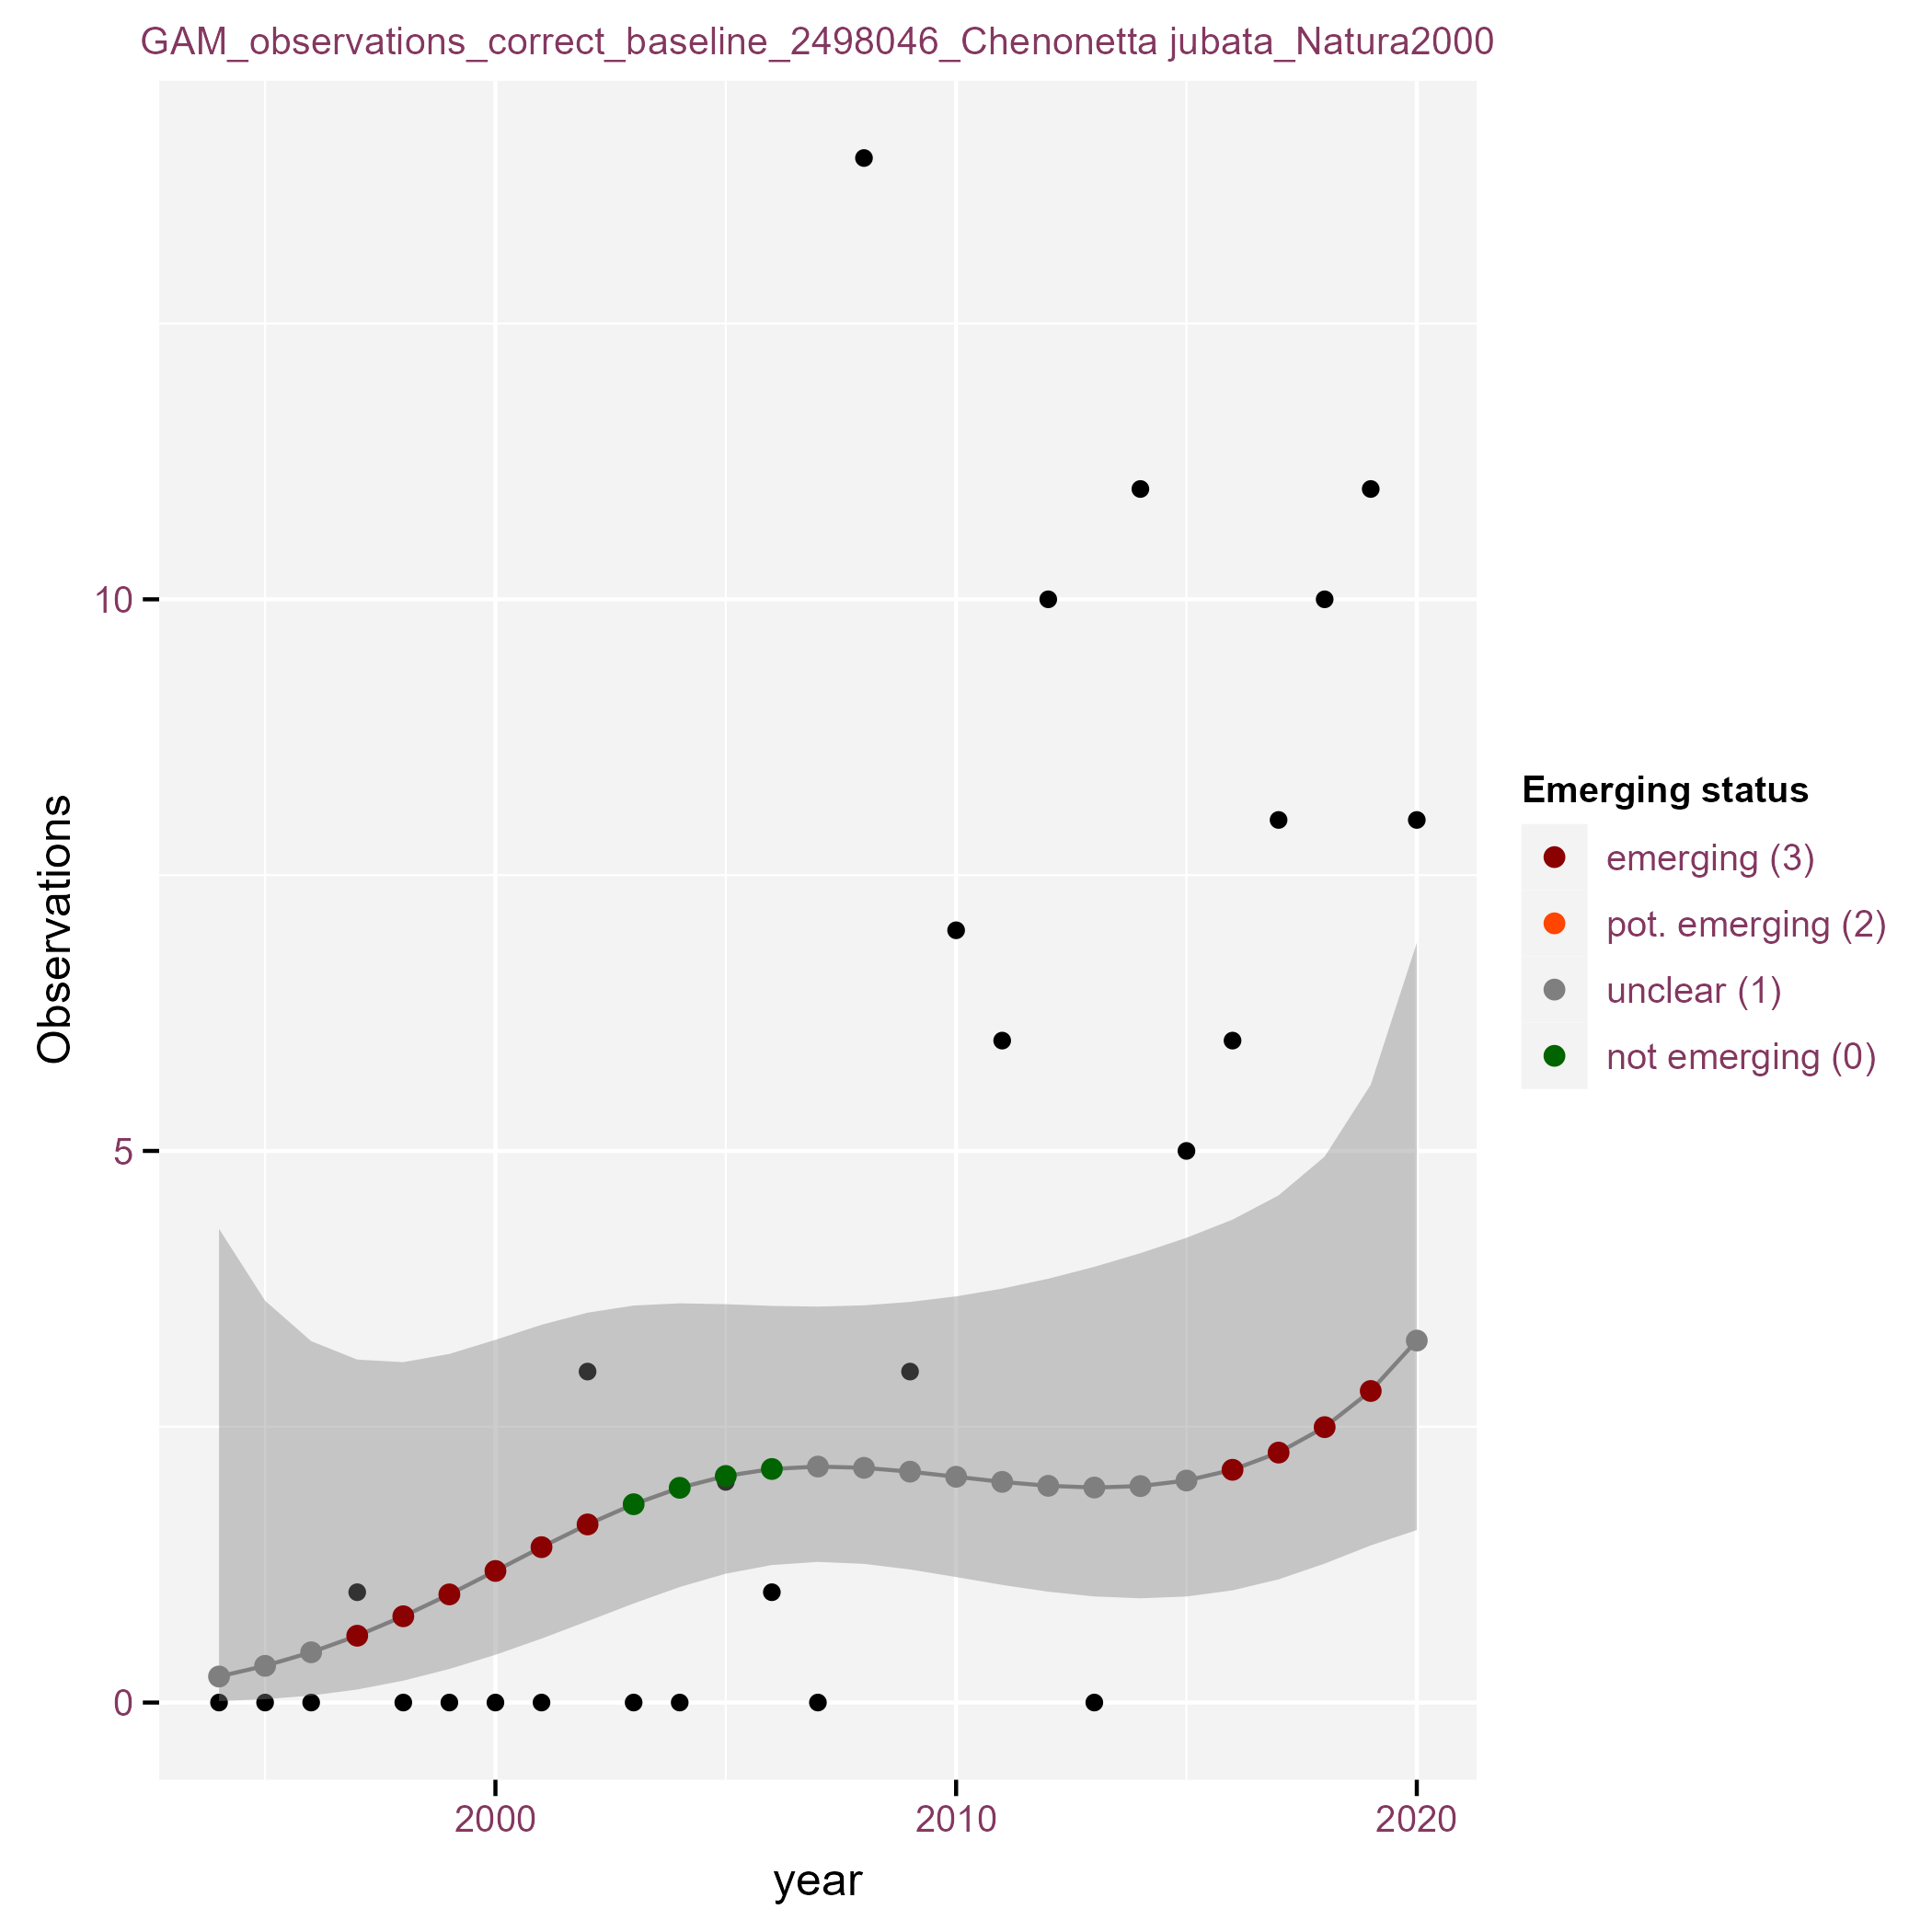 GAM_observations_correct_baseline_2498046_Chenonetta jubata_Natura2000
Observations
10
5
0
2000
2010
2020
year
Emerging status
emerging (3)
pot. emerging (2)
unclear (1)
not emerging (0)